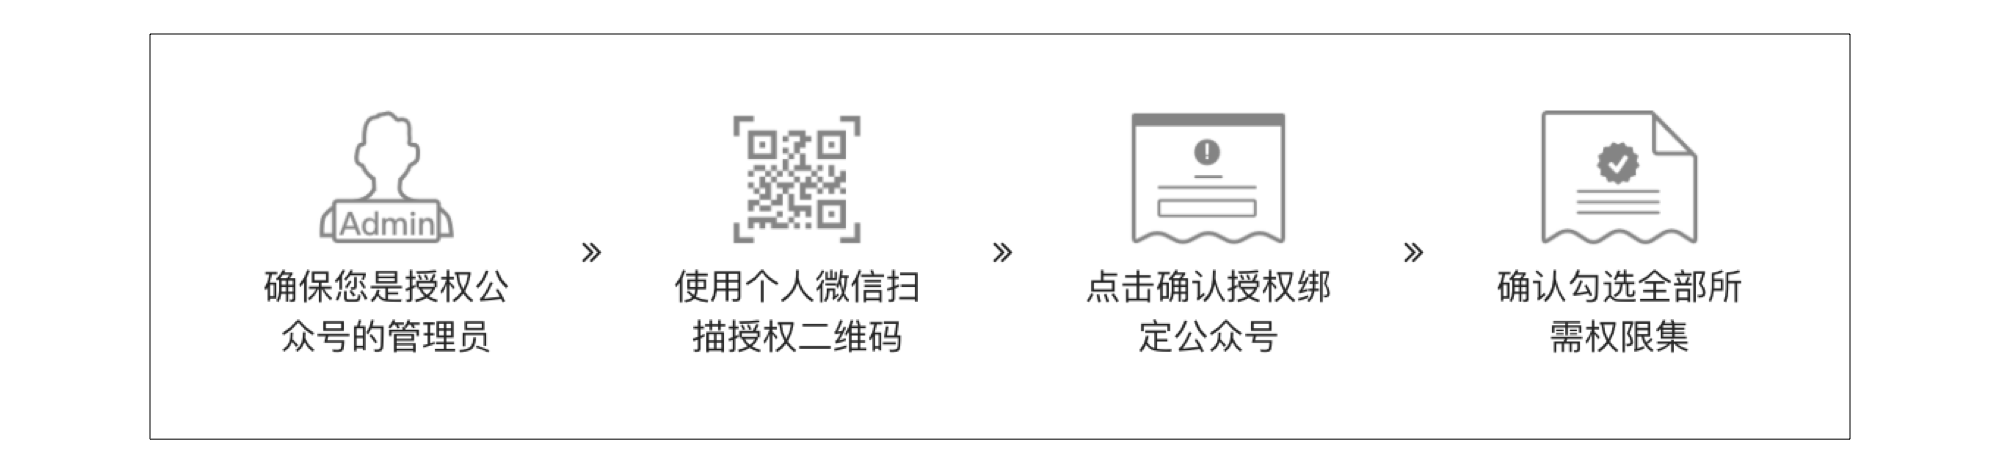 Admin
确保您是授权公
众号的管理员
使用个人微信扫
描授权二维码
点击确认授权绑
定公众号
确认勾选全部所
需权限集